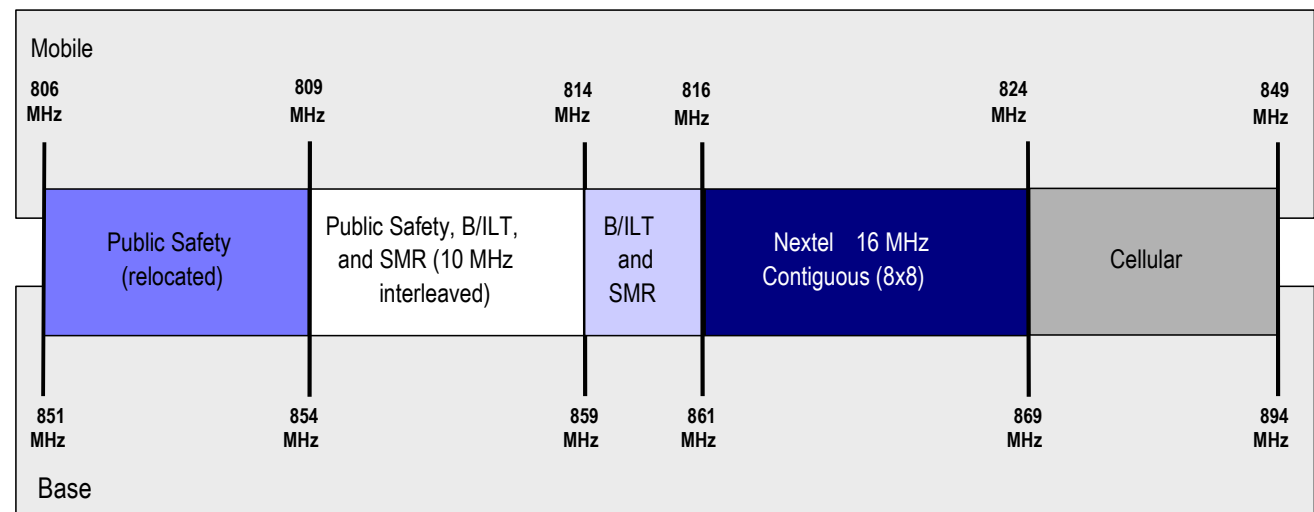 Mobile
806 MHz
809 MHz
814 MHz
816 MHz
824 MHz
849 MHz
Public Safety
(relocated)
Public Safety, B/ILT,
and SMR (10 MHz
interleaved)
B/ILT
and
SMR
Nextel 16 MHz
Contiguous (8x8)
Cellular
851 MHz
854 MHz
859 MHz
861 MHz
869 MHz
894 MHz
Base